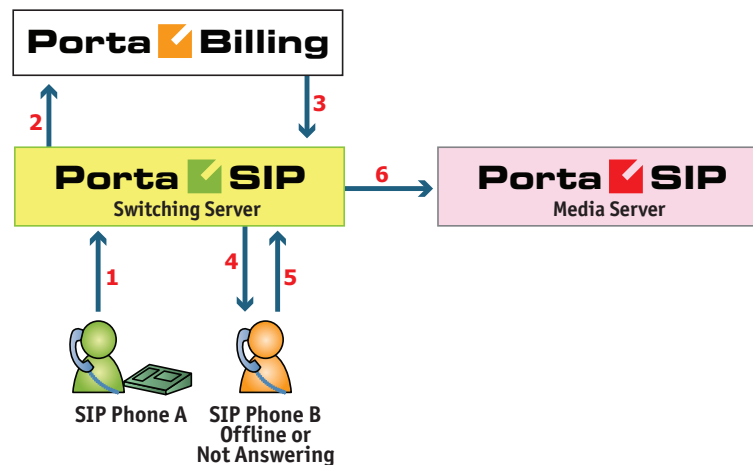 Porta Billing
2
3
Porta SIP
Switching Server
6
Porta SIP
Media Server
1
4
5
SIP Phone A
SIP Phone B
Offline or
Not Answering